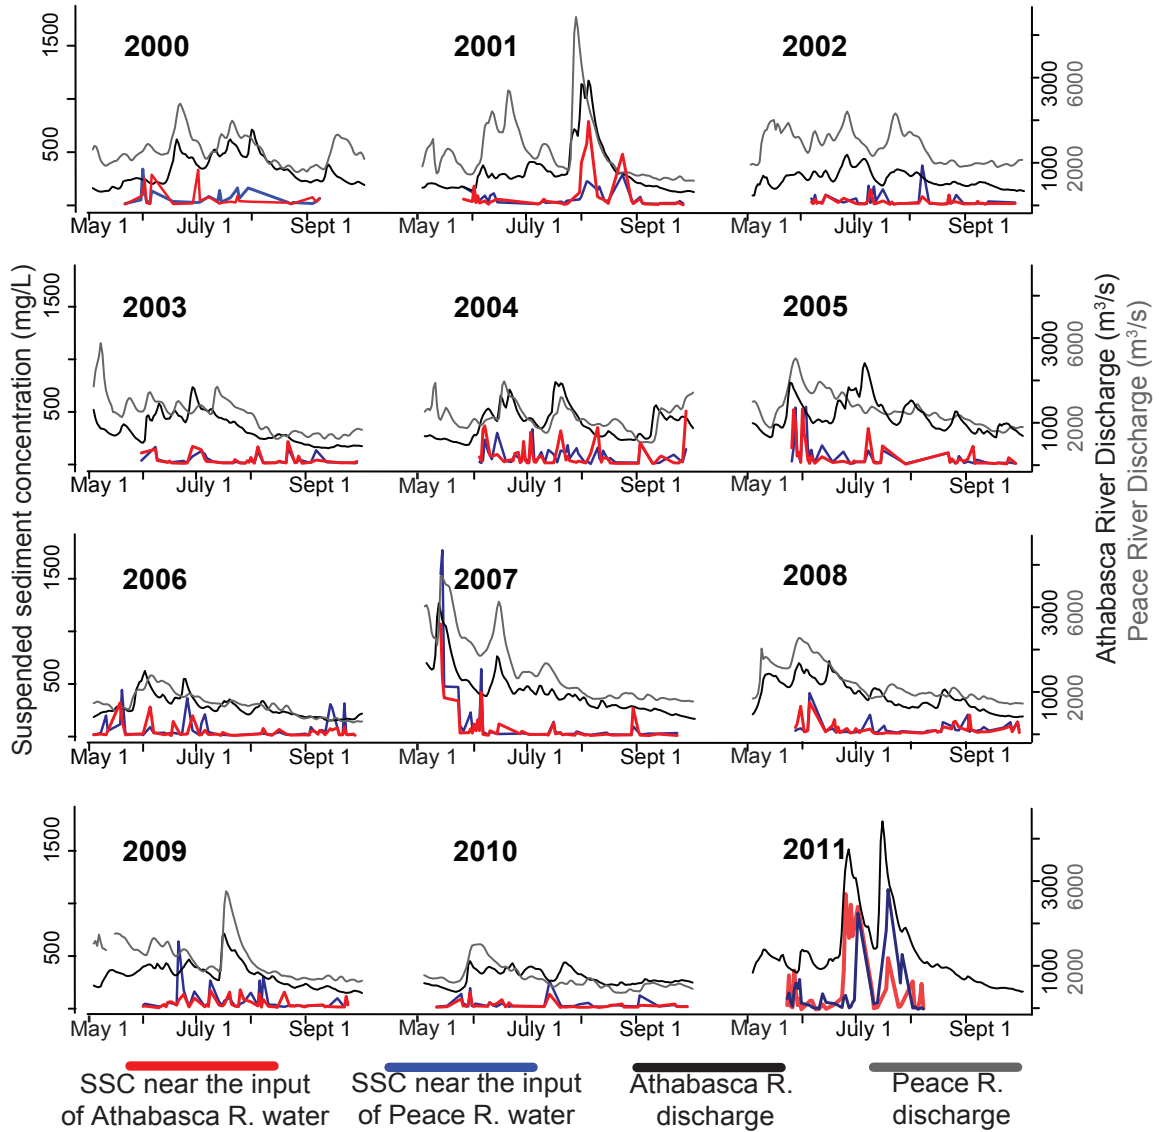 2000
2001
2002
1500
500
3000
6000
1000
2000
May 1
July 1
Sept 1
May 1
July 1
Sept 1
May 1
July 1
Sept 1
2003
2004
2005
1500
500
3000
6000
1000
2000
May 1
July 1
Sept 1
May 1
July 1
Sept 1
May 1
July 1
Sept 1
Suspended sediment concentration (mg/L)
Athabasca River Discharge (m³/s)
Peace River Discharge (m³/s)
2006
2007
2008
1500
500
3000
6000
1000
2000
May 1
July 1
Sept 1
May 1
July 1
Sept 1
May 1
July 1
Sept 1
2009
2010
2011
1500
500
3000
6000
1000
2000
May 1
July 1
Sept 1
May 1
July 1
Sept 1
May 1
July 1
Sept 1
SSC near the input
of Athabasca R. water
SSC near the input
of Peace R. water
Athabasca R.
discharge
Peace R.
discharge